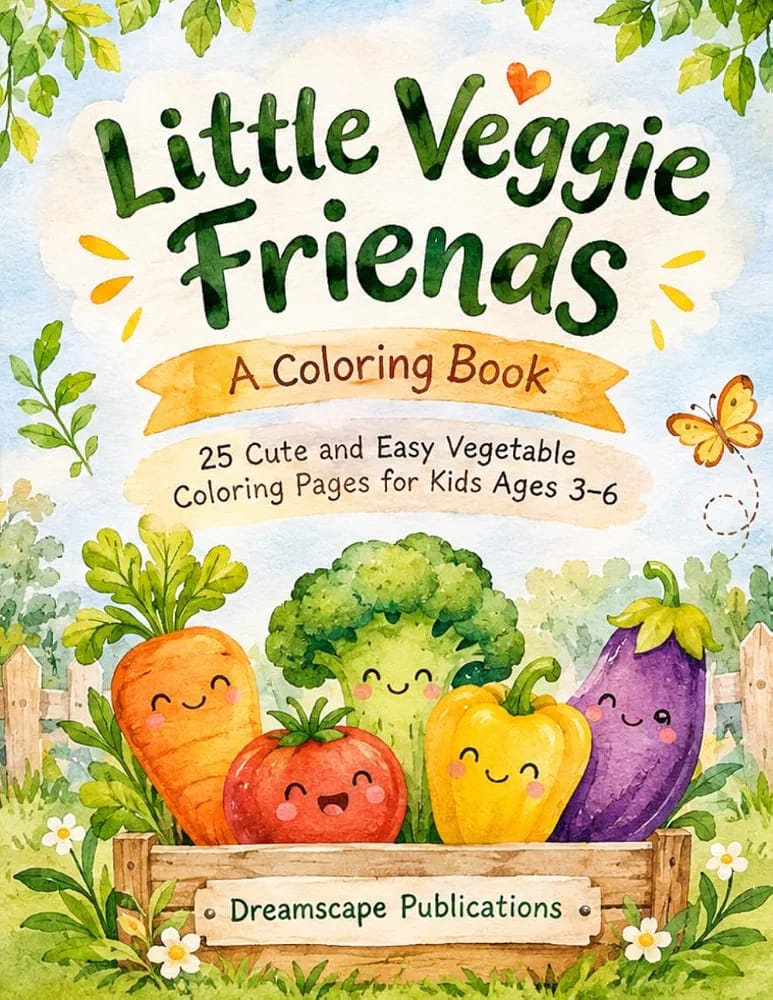 Little Veggie
Friends
A Coloring Book
25 Cute and Easy Vegetable
Coloring Pages for Kids Ages 3–6
Dreamscape Publications